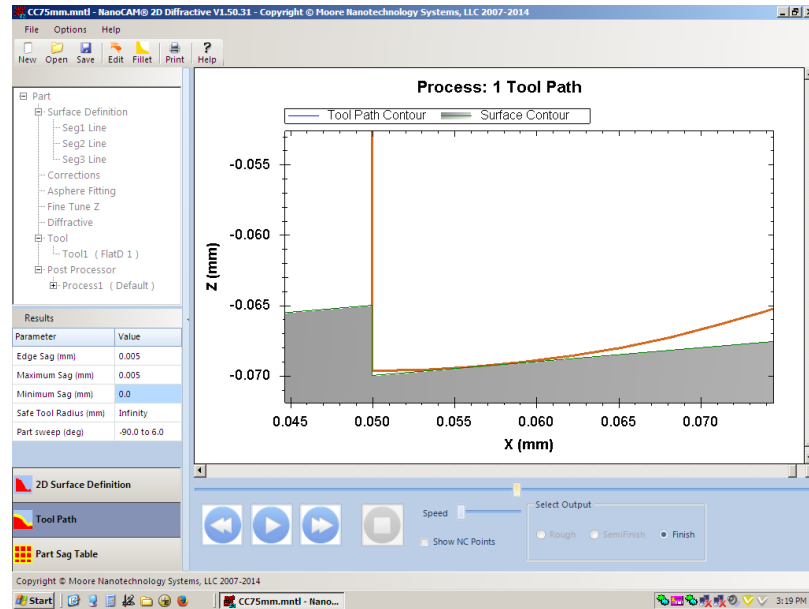 CC75mm.mntl - NanoCAM® 2D Diffractive V1.50.31 - Copyright © Moore Nanotechnology Systems, LLC 2007-2014
File Options Help
New Open Save Edit Fillet Print Help
Part
Surface Definition
Seg1 Line
Seg2 Line
Seg3 Line
Corrections
Asphere Fitting
Fine Tune Z
Diffractive
Tool
Tool1 ( FlatD 1 )
Post Processor
Process1 ( Default )
Results
Parameter Value
Edge Sag (mm) 0.005
Maximum Sag (mm) 0.005
Minimum Sag (mm) 0.0
Safe Tool Radius (mm) Infinity
Part sweep (deg) -90.0 to 6.0
2D Surface Definition
Tool Path
Part Sag Table
Process: 1 Tool Path
Tool Path Contour Surface Contour
Z (mm)
-0.055
-0.060
-0.065
-0.070
0.045 0.050 0.055 0.060 0.065 0.070
X (mm)
Speed
Show NC Points
Select Output
Rough SemiFinish Finish
Copyright © Moore Nanotechnology Systems, LLC 2007-2014
Start CC75mm.mntl - Nano... 3:19 PM